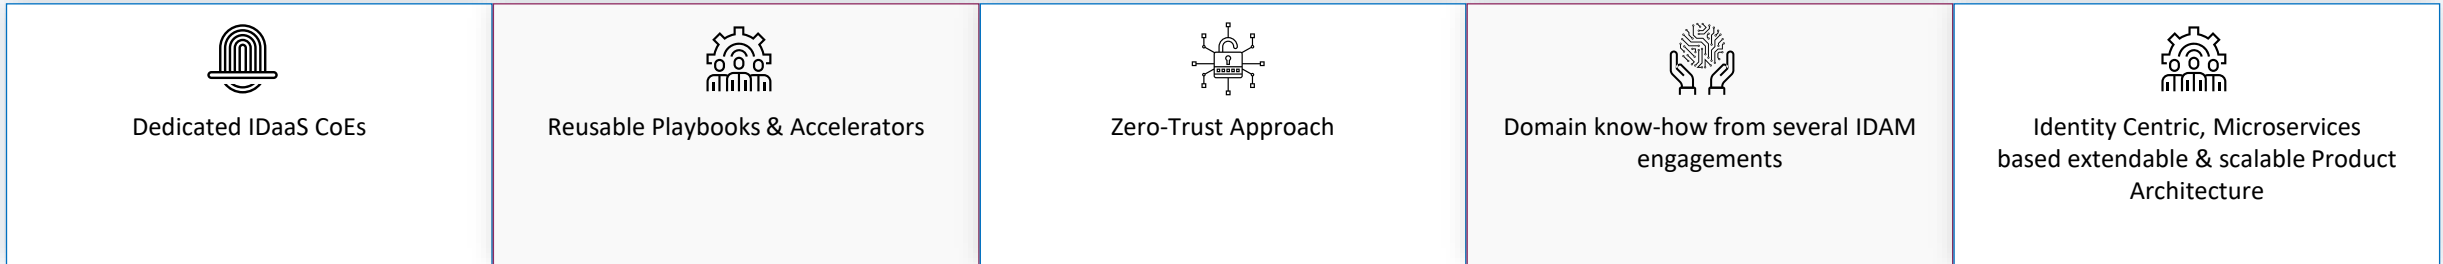 Dedicated IDaaS CoEs
Reusable Playbooks & Accelerators
Zero-Trust Approach
Domain know-how from several IDAM
engagements
Identity Centric, Microservices
based extendable & scalable Product
Architecture